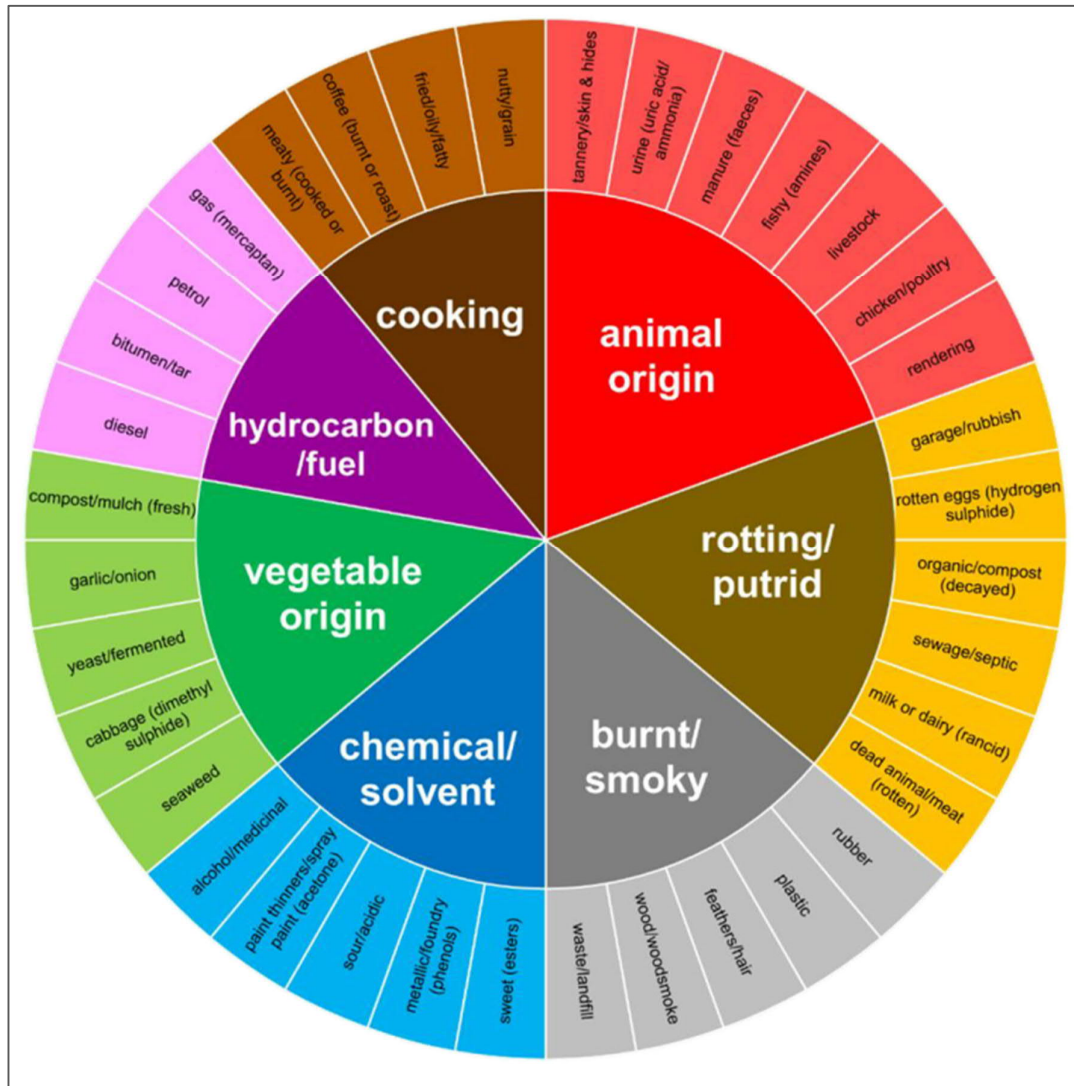 cooking
animal
origin
rotting/
putrid
burnt/
smoky
chemical/
solvent
vegetable
origin
hydrocarbon
/fuel
tannery/skin & hides
urine (uric acid/
ammonia)
manure (faeces)
fishy (amines)
livestock
chicken/poultry
rendering
garage/rubbish
rotten eggs (hydrogen
sulphide)
organic/compost
(decayed)
sewage/septic
milk or dairy (rancid)
dead animal/meat
(rotten)
rubber
plastic
feathers/hair
wood/woodsmoke
waste/landfill
sweet (esters)
metallic/foundry
(phenols)
sour/acidic
paint thinners/spray
paint (acetone)
alcohol/medicinal
seaweed
cabbage (dimethyl
sulphide)
yeast/fermented
garlic/onion
compost/mulch (fresh)
diesel
bitumen/tar
petrol
gas (mercaptan)
meaty (cooked or
burnt)
coffee (burnt or roast)
fried/oily/fatty
nutty/grain